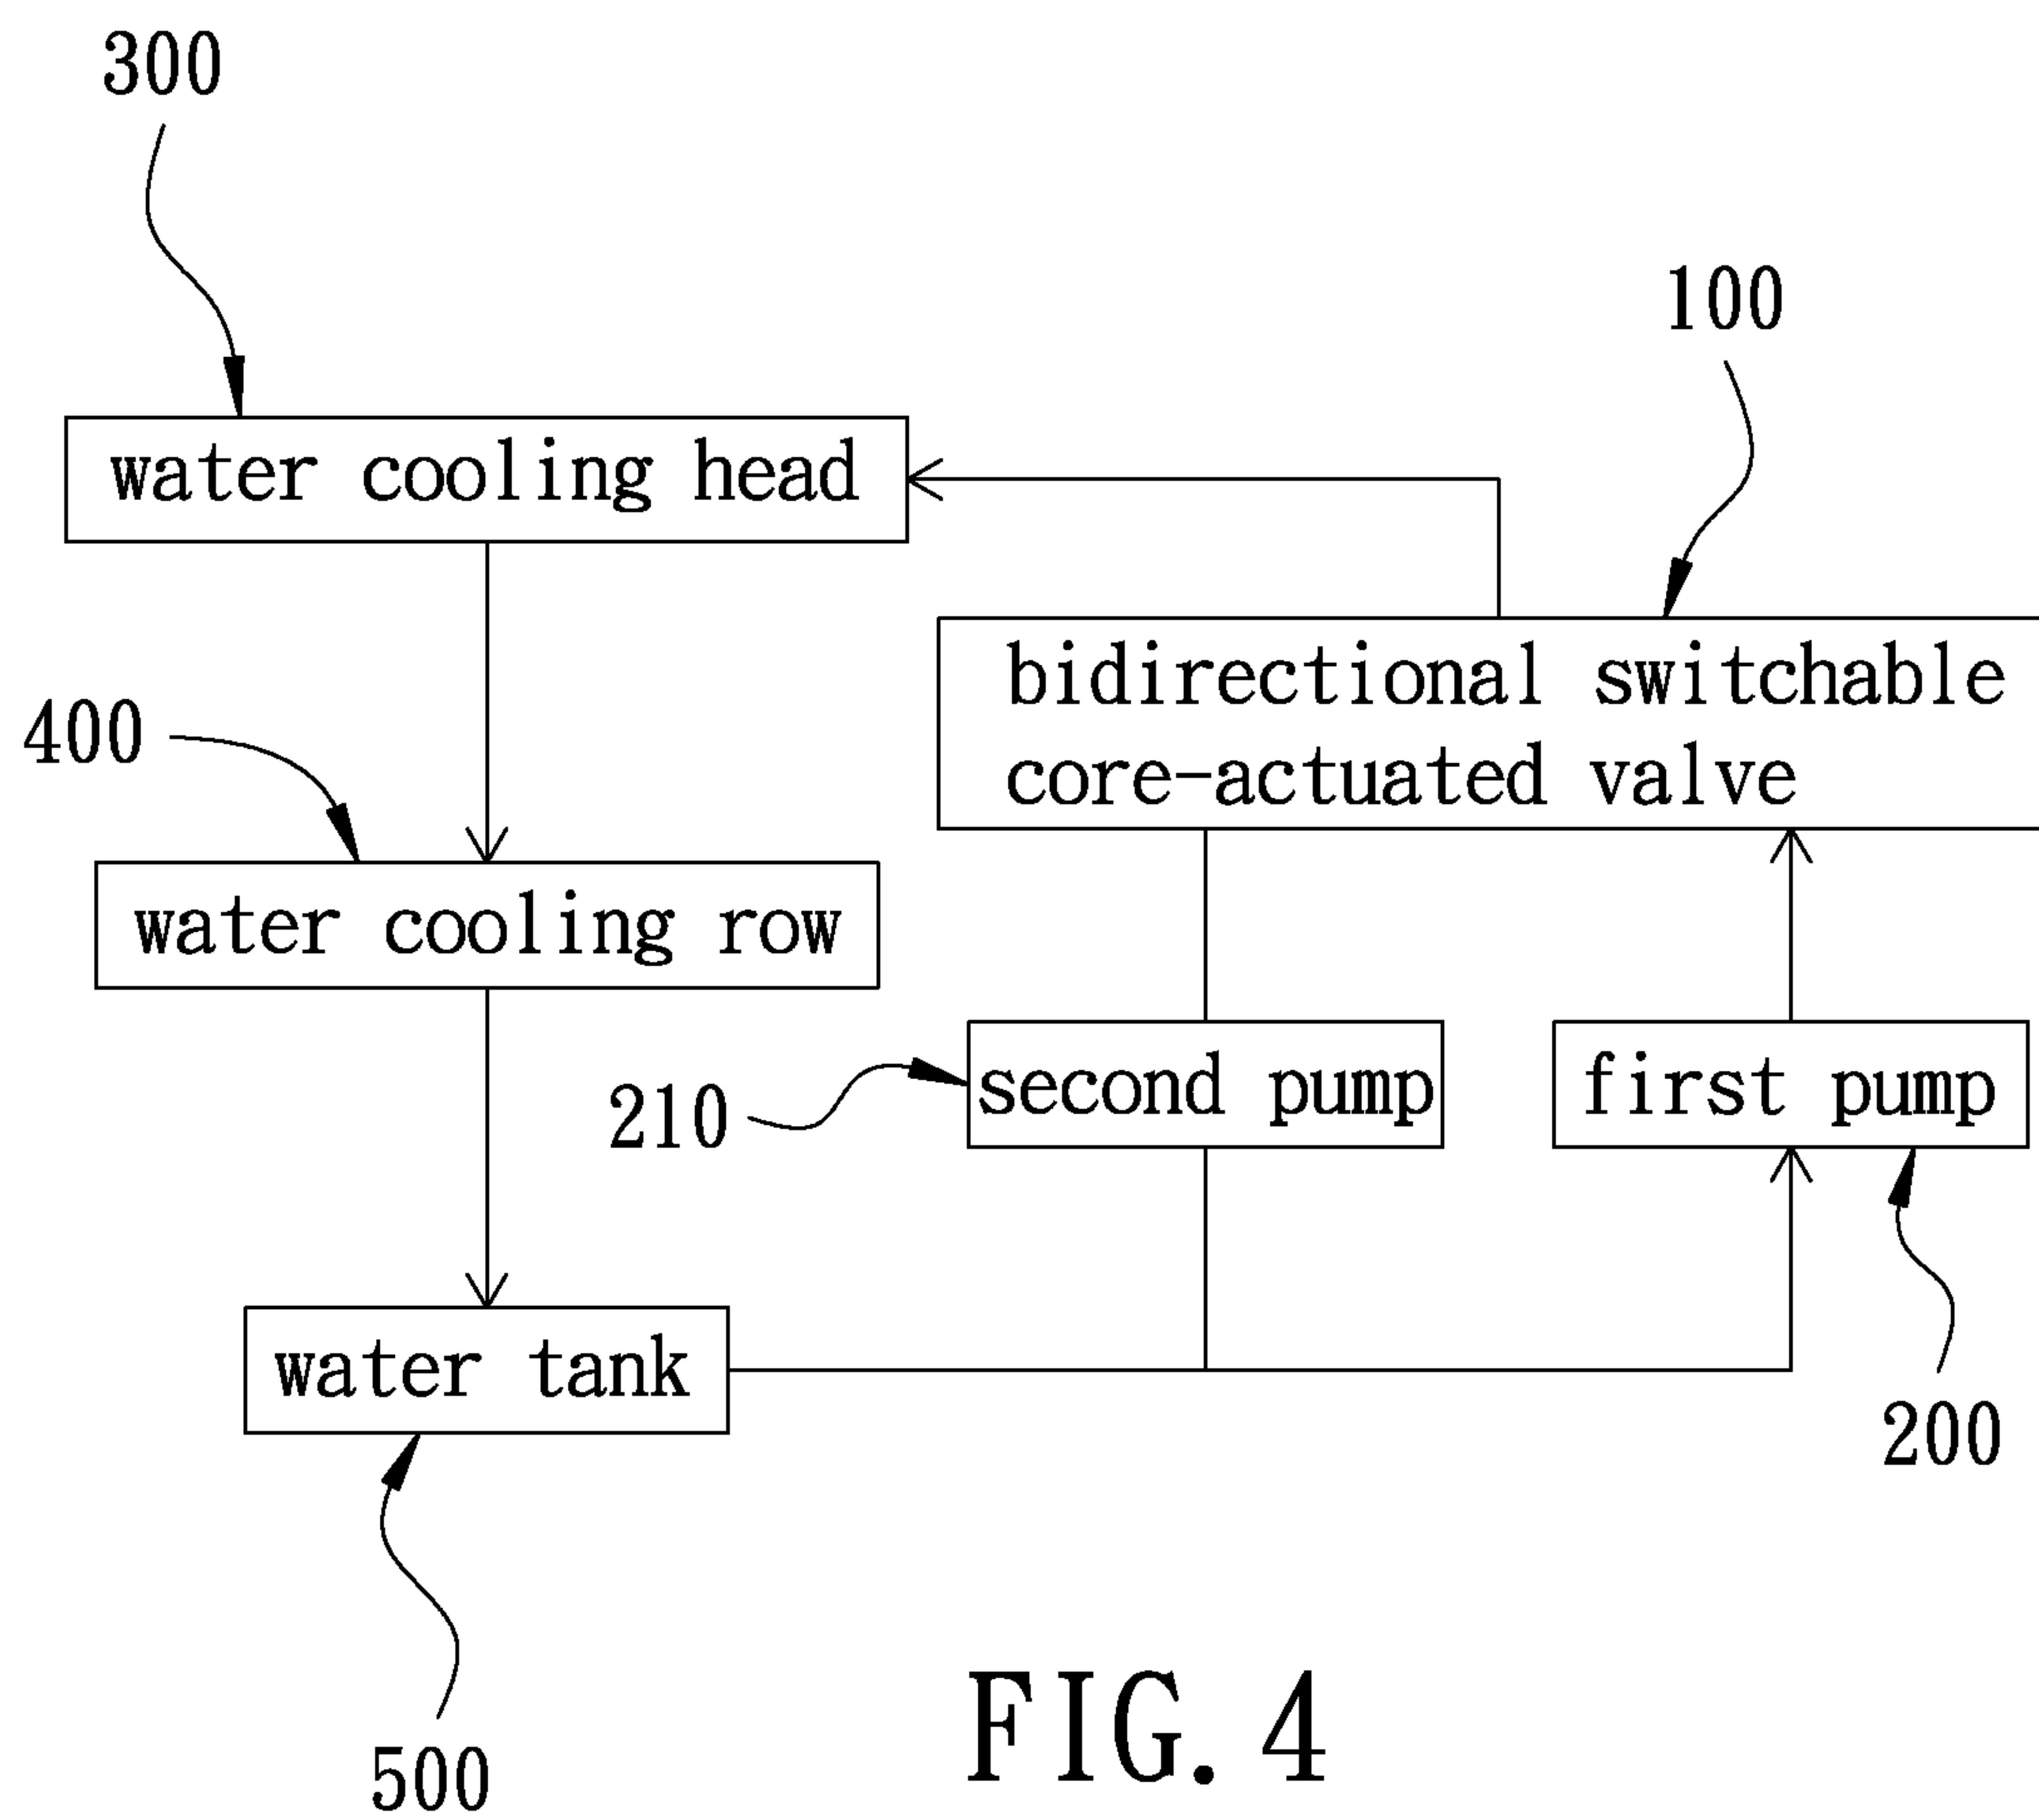 300
100
water cooling head
bidirectional switchable
core-actuated valve
400
water cooling row
210
second pump
first pump
water tank
200
500
FIG. 4